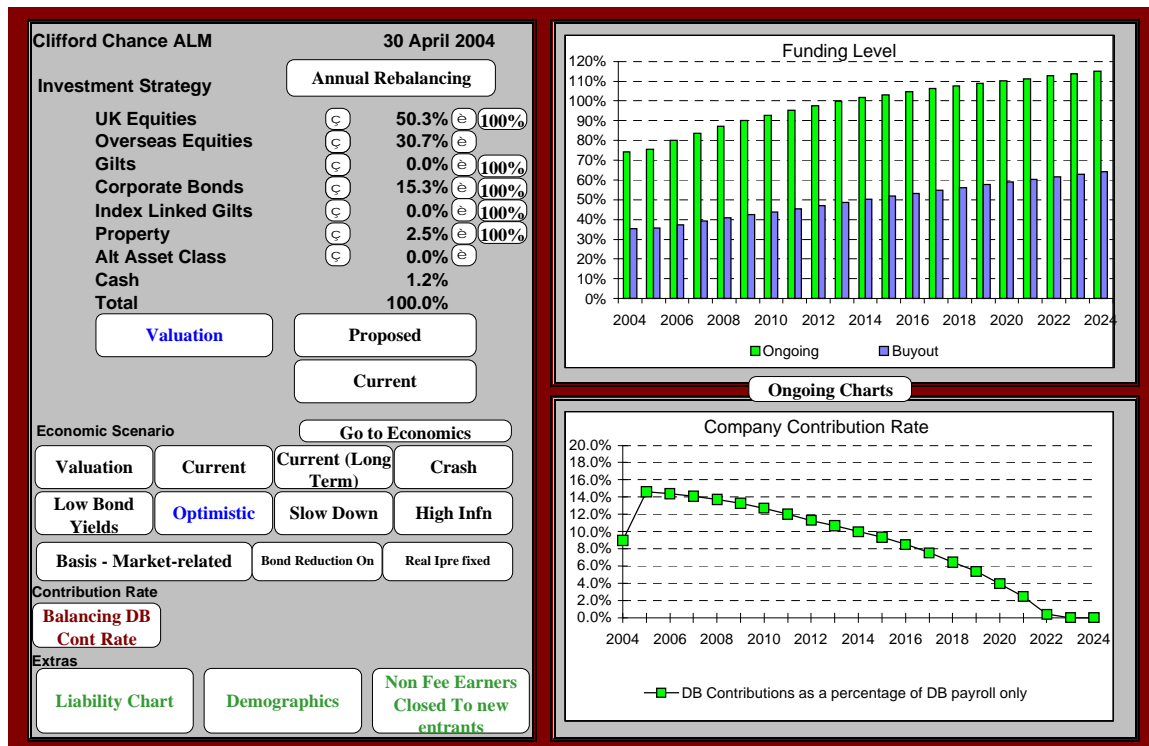 Clifford Chance ALM 30 April 2004
Investment Strategy Annual Rebalancing
UK Equities ç 50.3% è 100%
Overseas Equities ç 30.7% è
Gilts ç 0.0% è 100%
Corporate Bonds ç 15.3% è 100%
Index Linked Gilts ç 0.0% è 100%
Property ç 2.5% è 100%
Alt Asset Class ç 0.0% è
Cash 1.2%
Total 100.0%
Valuation Proposed
Current
Economic Scenario Go to Economics
Valuation Current Current (Long Term) Crash
Low Bond Yields Optimistic Slow Down High Infn
Basis - Market-related Bond Reduction On Real Ipre fixed
Contribution Rate
Balancing DB
Cont Rate
Extras
Liability Chart Demographics Non Fee Earners Closed To new entrants
Funding Level
120%
110%
100%
90%
80%
70%
60%
50%
40%
30%
20%
10%
0%
2004 2006 2008 2010 2012 2014 2016 2018 2020 2022 2024
Ongoing Buyout
Ongoing Charts
Company Contribution Rate
20.0%
18.0%
16.0%
14.0%
12.0%
10.0%
8.0%
6.0%
4.0%
2.0%
0.0%
2004 2006 2008 2010 2012 2014 2016 2018 2020 2022 2024
DB Contributions as a percentage of DB payroll only